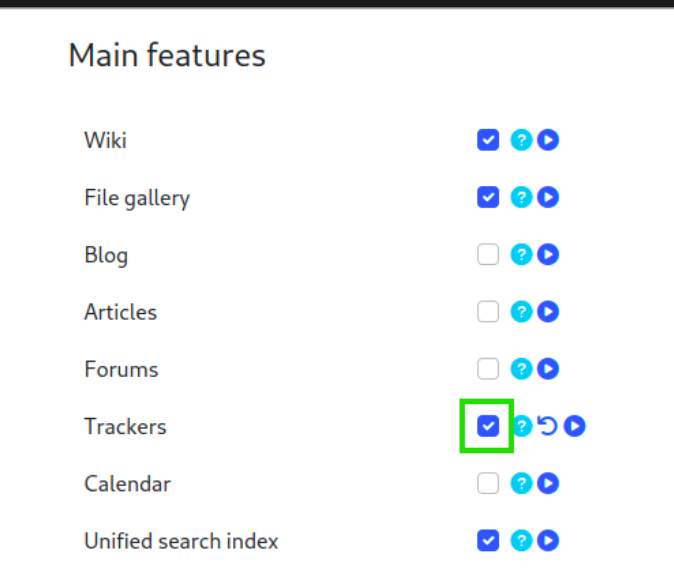 Main features
Wiki
File gallery
Blog
Articles
Forums
Trackers
Calendar
Unified search index